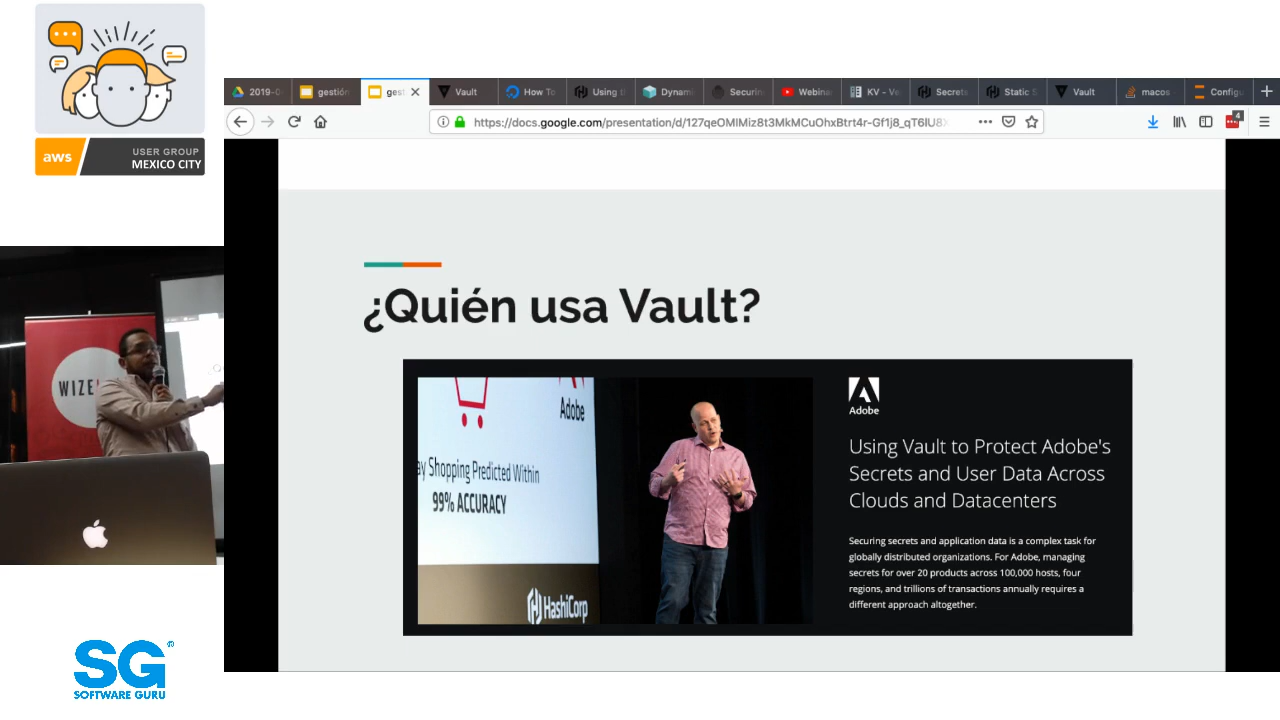 aws
USER GROUP
MEXICO CITY
WIZE
SG
SOFTWARE GURU
2019-0
gestión
gest
Vault
How To
Using t
Dynami
Securin
Webina
KV - Ve
Secrets
Static S
Vault
macos
Configu
https://docs.google.com/presentation/d/127qeOMIMiz8t3MkMCuOhxBtrt4r-Gf1j8_qT6lU8
4
¿Quién usa Vault?
Adobe
y Shopping Predicted Within
99% ACCURACY
HashiCorp
Adobe
Using Vault to Protect Adobe's
Secrets and User Data Across
Clouds and Datacenters
Securing secrets and application data is a complex task for
globally distributed organizations. For Adobe, managing
secrets for over 20 products across 100,000 hosts, four
regions, and trillions of transactions annually requires a
different approach altogether.